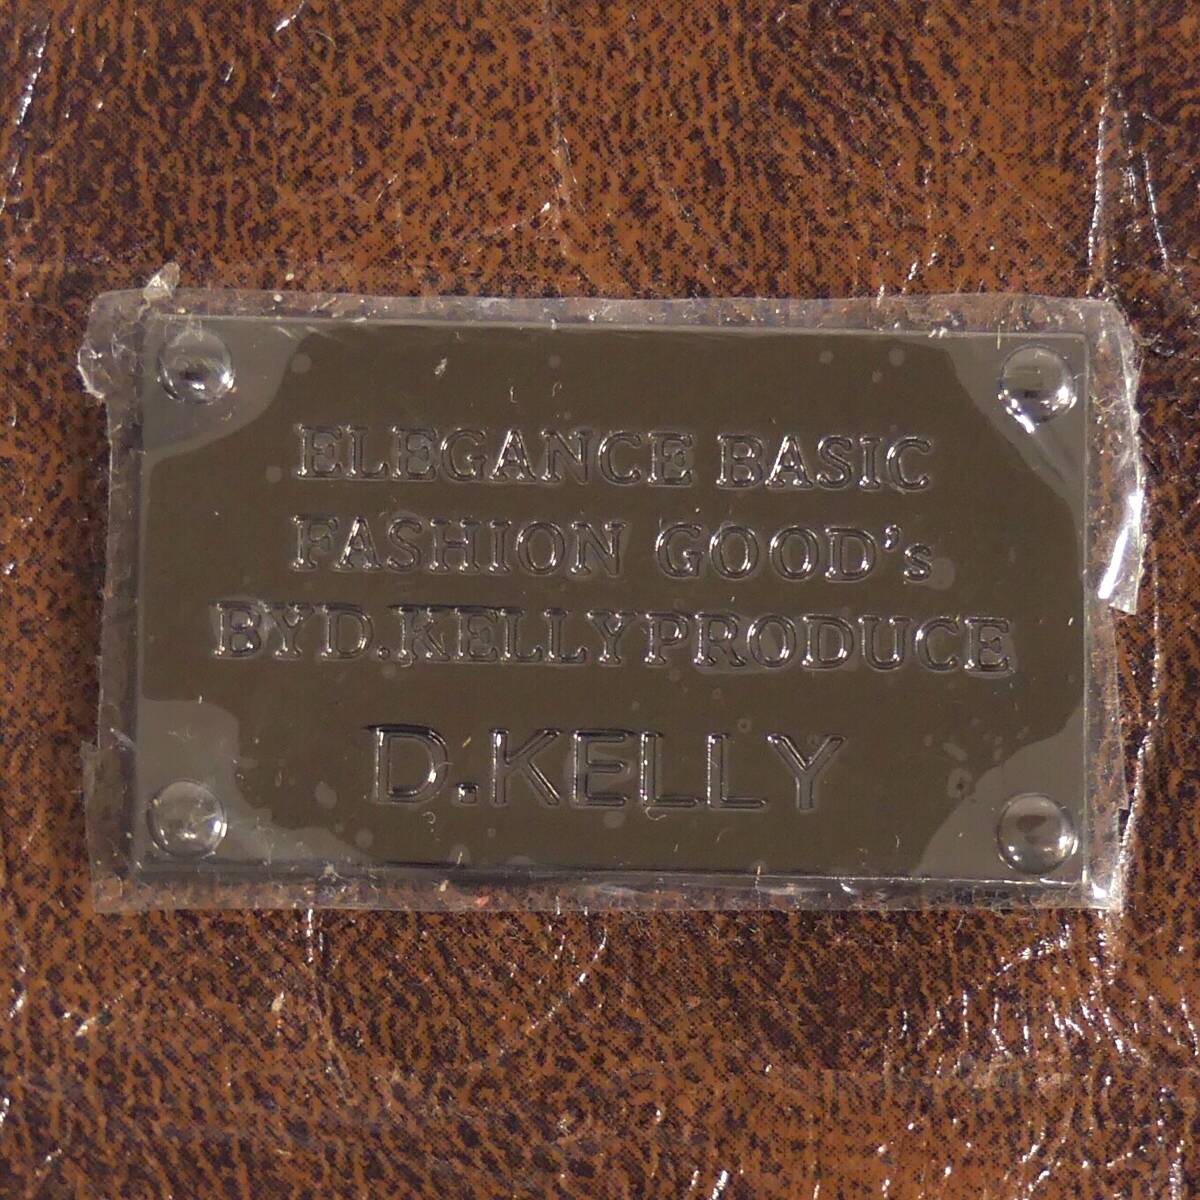 ELEGANCE BASIC
FASHION GOOD's
BYD.KELLYPRODUCE
D.KELLY